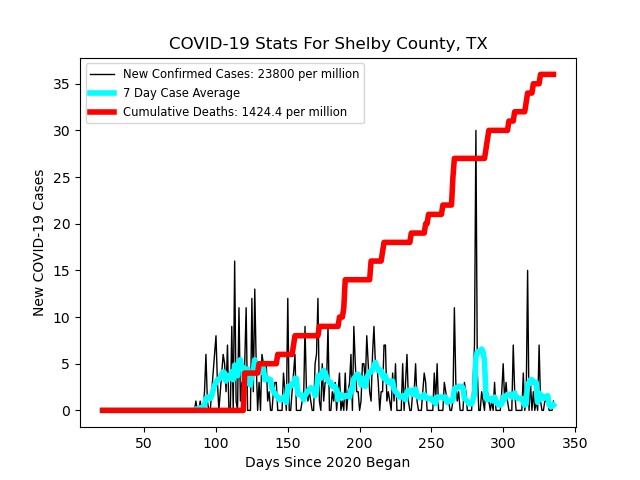 COVID-19 Stats For Shelby County, TX
New Confirmed Cases: 23800 per million
7 Day Case Average
Cumulative Deaths: 1424.4 per million
New COVID-19 Cases
35
30
25
20
15
10
5
0
50 100 150 200 250 300 350
Days Since 2020 Began